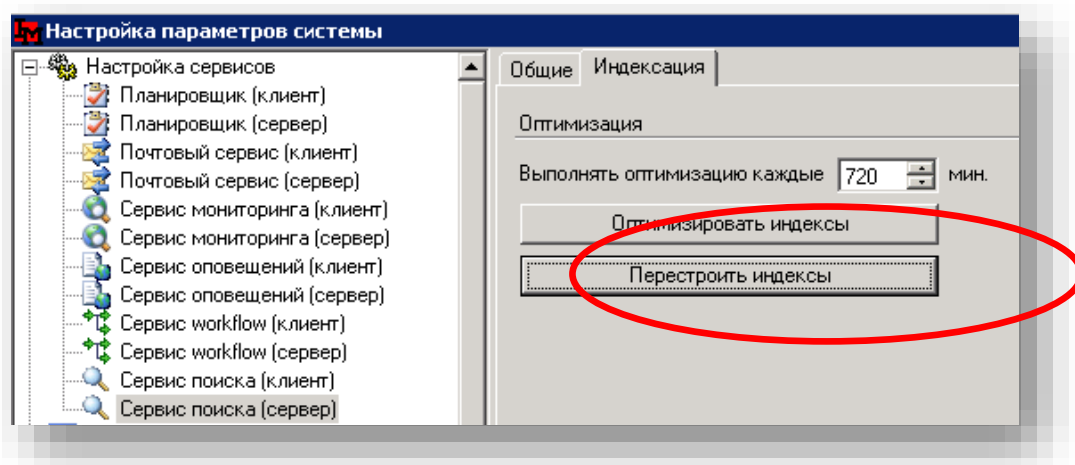 Настройка параметров системы
Настройка сервисов
Планировщик (клиент)
Планировщик (сервер)
Почтовый сервис (клиент)
Почтовый сервис (сервер)
Сервис мониторинга (клиент)
Сервис мониторинга (сервер)
Сервис оповещений (клиент)
Сервис оповещений (сервер)
Сервис workflow (клиент)
Сервис workflow (сервер)
Сервис поиска (клиент)
Сервис поиска (сервер)
Общие Индексация
Оптимизация
Выполнять оптимизацию каждые 720 мин.
Оптимизировать индексы
Перестроить индексы